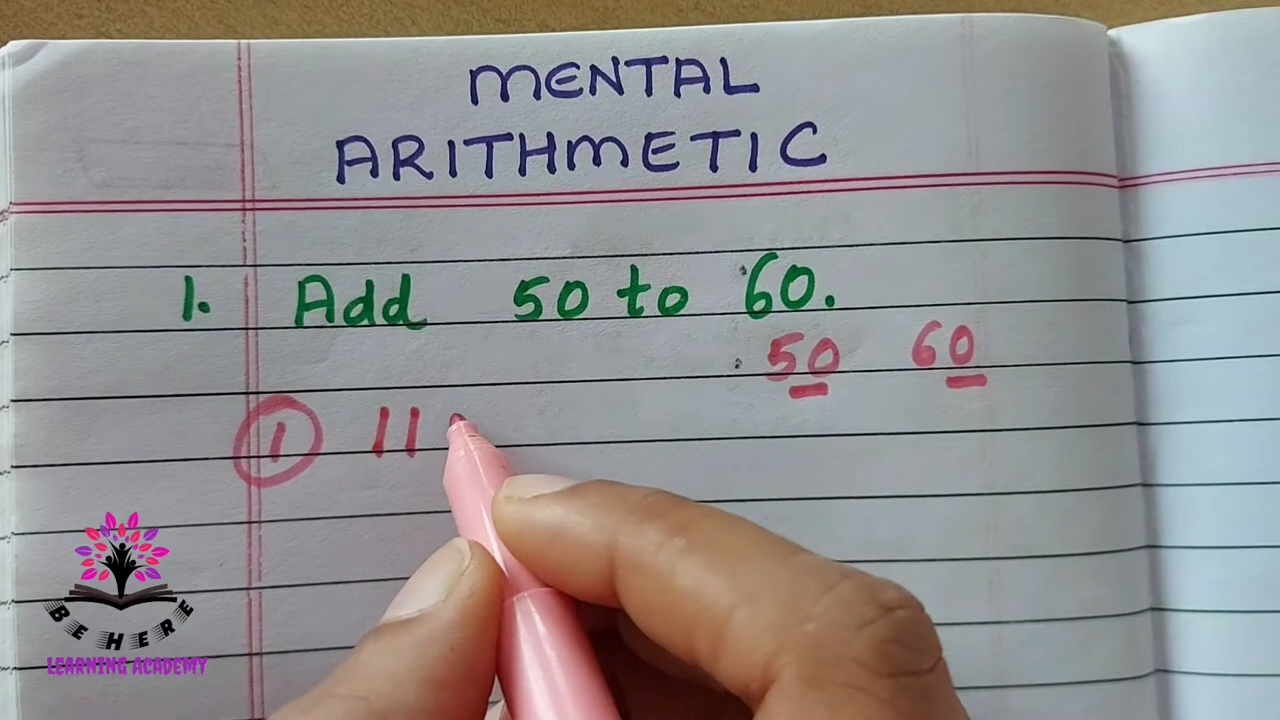 MENTAL
ARITHMETIC
1. Add 50 to 60.
50 60
1 11
BE HERE
LEARNING ACADEMY